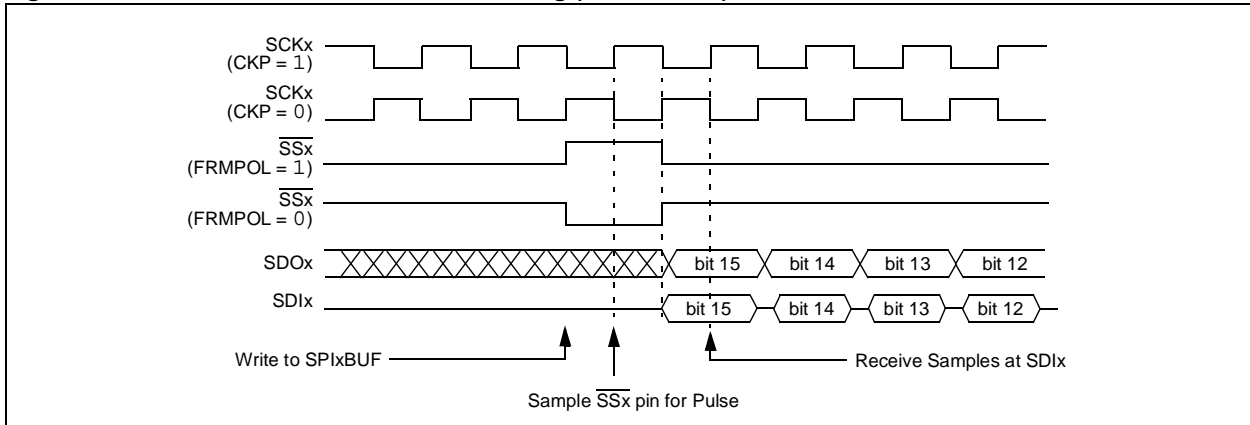 SCKx
(CKP = 1)
SCKx
(CKP = 0)
SSx
(FRMPOL = 1)
SSx
(FRMPOL = 0)
SDOx bit 15 bit 14 bit 13 bit 12
SDIx bit 15 bit 14 bit 13 bit 12
Write to SPIxBUF Receive Samples at SDIx
Sample SSx pin for Pulse